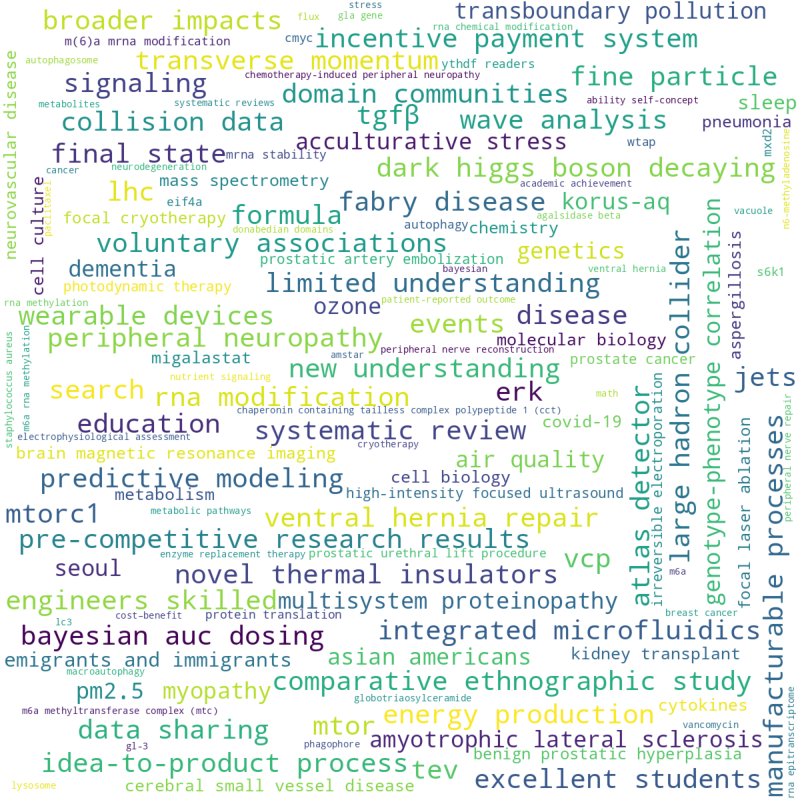 stress
broader impacts
flux
gla gene
rna chemical modification
transboundary pollution
m(6)a mrna modification
cmyc
incentive payment system
autophagosome
transverse momentum
ythdf readers
signaling
chemotherapy-induced peripheral neuropathy
fine particle
neurovascular disease
domain communities
ability self-concept
sleep
metabolites
systematic reviews
tgfβ
collision data
wave analysis
pneumonia
acculturative stress
wtap
mxd2
final state
mrna stability
n6-methyladenosine
cancer
neurodegeneration
dark higgs boson decaying
cell culture
paclitaxel
lhc
mass spectrometry
academic achievement
eif4a
fabry disease
korus-aq
focal cryotherapy
formula
agalsidase beta
vacuole
donabedian domains
autophagy
chemistry
voluntary associations
genetics
aspergillosis
prostatic artery embolization
dementia
bayesian
ventral hernia
s6k1
photodynamic therapy
limited understanding
rna methylation
ozone
patient-reported outcome
wearable devices
events
disease
large hadron collider
genotype-phenotype correlation
staphylococcus aureus
m6a rna methylation
peripheral neuropathy
molecular biology
migalastat
amstar
peripheral nerve reconstruction
prostate cancer
new understanding
jets
nutrient signaling
search
rna modification
erk
math
education
chaperonin containing tailless complex polypeptide 1 (cct)
covid-19
electrophysiological assessment
systematic review
cryotherapy
brain magnetic resonance imaging
air quality
atlas detector
irreversible electroporation
focal laser ablation
manufacturable processes
peripheral nerve repair
predictive modeling
cell biology
metabolism
high-intensity focused ultrasound
mtorc1
metabolic pathways
ventral hernia repair
pre-competitive research results
enzyme replacement therapy
prostatic urethral lift procedure
vcp
seoul
novel thermal insulators
m6a
engineers skilled
multisystem proteinopathy
cost-benefit
protein translation
breast cancer
lc3
bayesian auc dosing
integrated microfluidics
emigrants and immigrants
asian americans
kidney transplant
macroautophagy
pm2.5
myopathy
comparative ethnographic study
globotriaosylceramide
rna epitranscriptome
m6a methyltransferase complex (mtc)
energy production
cytokines
data sharing
mtor
vancomycin
gl-3
phagophore
amyotrophic lateral sclerosis
idea-to-product process
tev
benign prostatic hyperplasia
lysosome
cerebral small vessel disease
excellent students